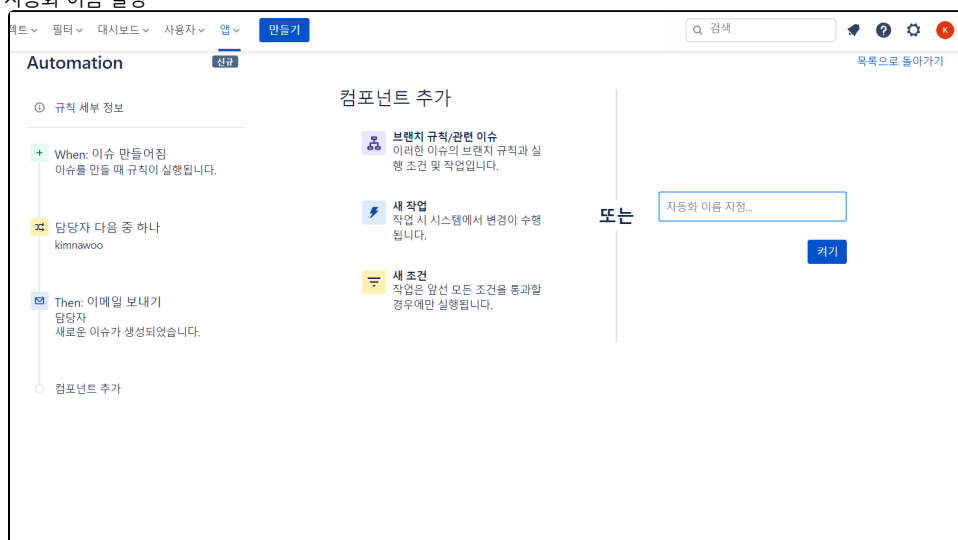 자동화 이름 설정
젝트 필터 대시보드 사용자 앱 만들기 검색 K
Automation 신규 목록으로 돌아가기
규칙 세부 정보
When: 이슈 만들어짐
이슈를 만들 때 규칙이 실행됩니다.
담당자 다음 중 하나
kimnawoo
Then: 이메일 보내기
담당자
새로운 이슈가 생성되었습니다.
컴포넌트 추가
컴포넌트 추가
브랜치 규칙/관련 이슈
이러한 이슈의 브랜치 규칙과 실
행 조건 및 작업입니다.
새 작업
작업 시 시스템에서 변경이 수행
됩니다.
새 조건
작업은 앞선 모든 조건을 통과할
경우에만 실행됩니다.
또는
자동화 이름 지정...
켜기